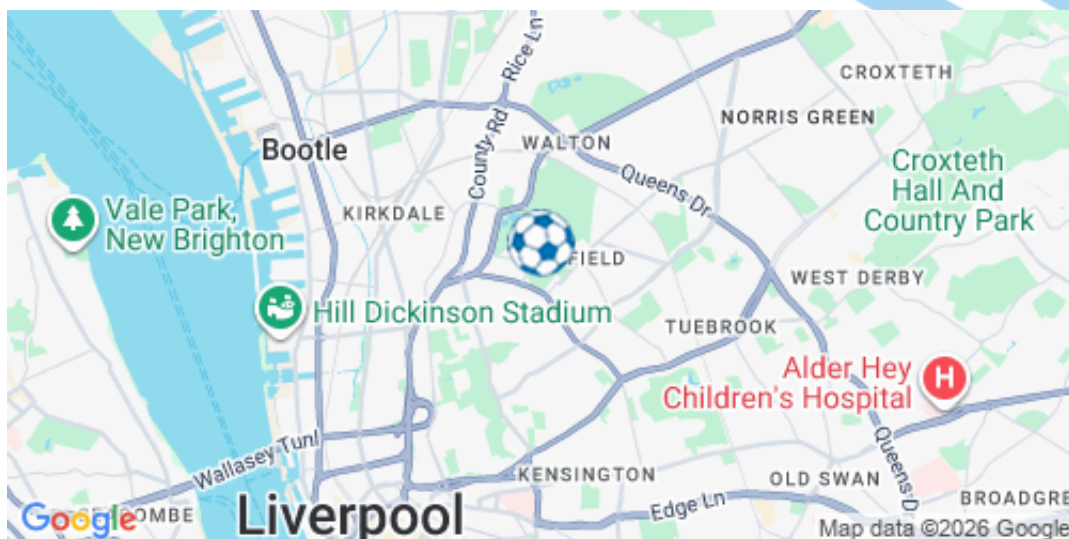 Rice Ln
CROXTETH
County Rd
NORRIS GREEN
WALTON
Bootle
Queens Dr
Croxteth
Hall And
Country Park
Vale Park,
New Brighton
KIRKDALE
FIELD
WEST DERBY
Hill Dickinson Stadium
TUEBROOK
Alder Hey
Children's Hospital
H
Wallasey Tunl
KENSINGTON
OLD SWAN
Queens D
Edge Ln
BROADGRE
Google
COMBE
Liverpool
Map data ©2026 Google